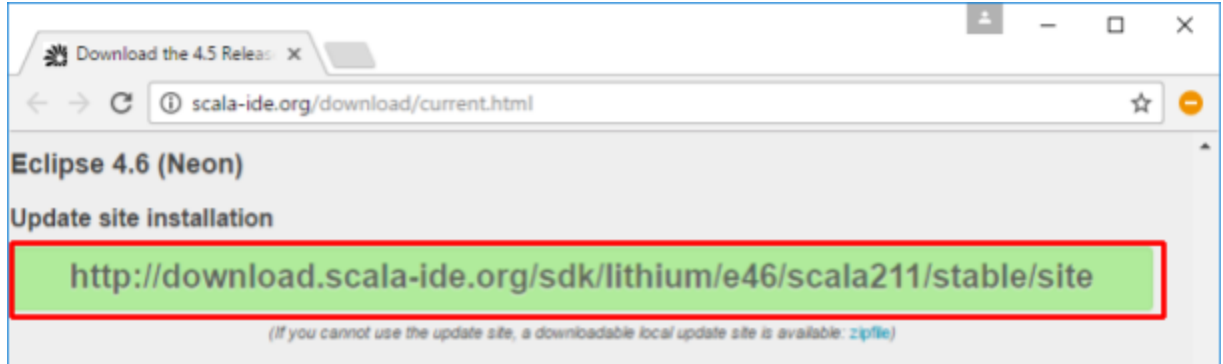 Download the 4.5 Releas
scala-ide.org/download/current.html
Eclipse 4.6 (Neon)
Update site installation
http://download.scala-ide.org/sdk/lithium/e46/scala211/stable/site
(If you cannot use the update site, a downloadable local update site is available: zipfile)